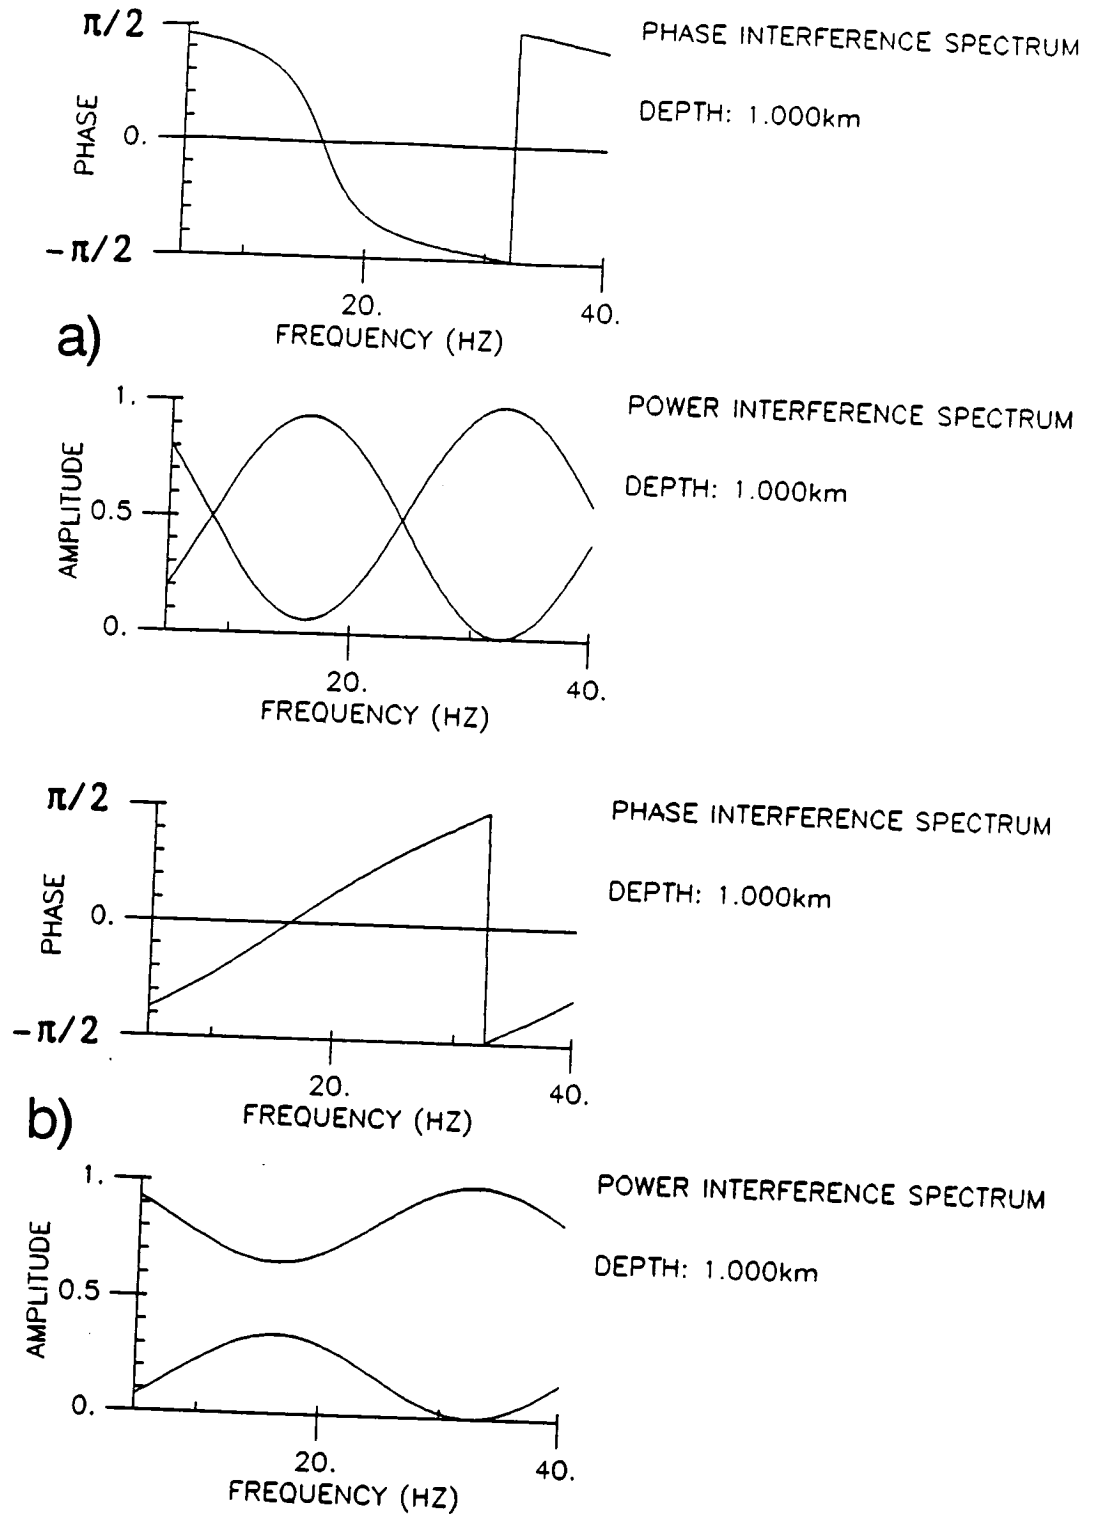 π/2
PHASE INTERFERENCE SPECTRUM
DEPTH: 1.000km
PHASE
0.
-π/2
20.
40.
FREQUENCY (HZ)
a)
1.
POWER INTERFERENCE SPECTRUM
DEPTH: 1.000km
AMPLITUDE
0.5
0.
20.
40.
FREQUENCY (HZ)
π/2
PHASE INTERFERENCE SPECTRUM
DEPTH: 1.000km
PHASE
0.
-π/2
20.
40.
FREQUENCY (HZ)
b)
1.
POWER INTERFERENCE SPECTRUM
DEPTH: 1.000km
AMPLITUDE
0.5
0.
20.
40.
FREQUENCY (HZ)